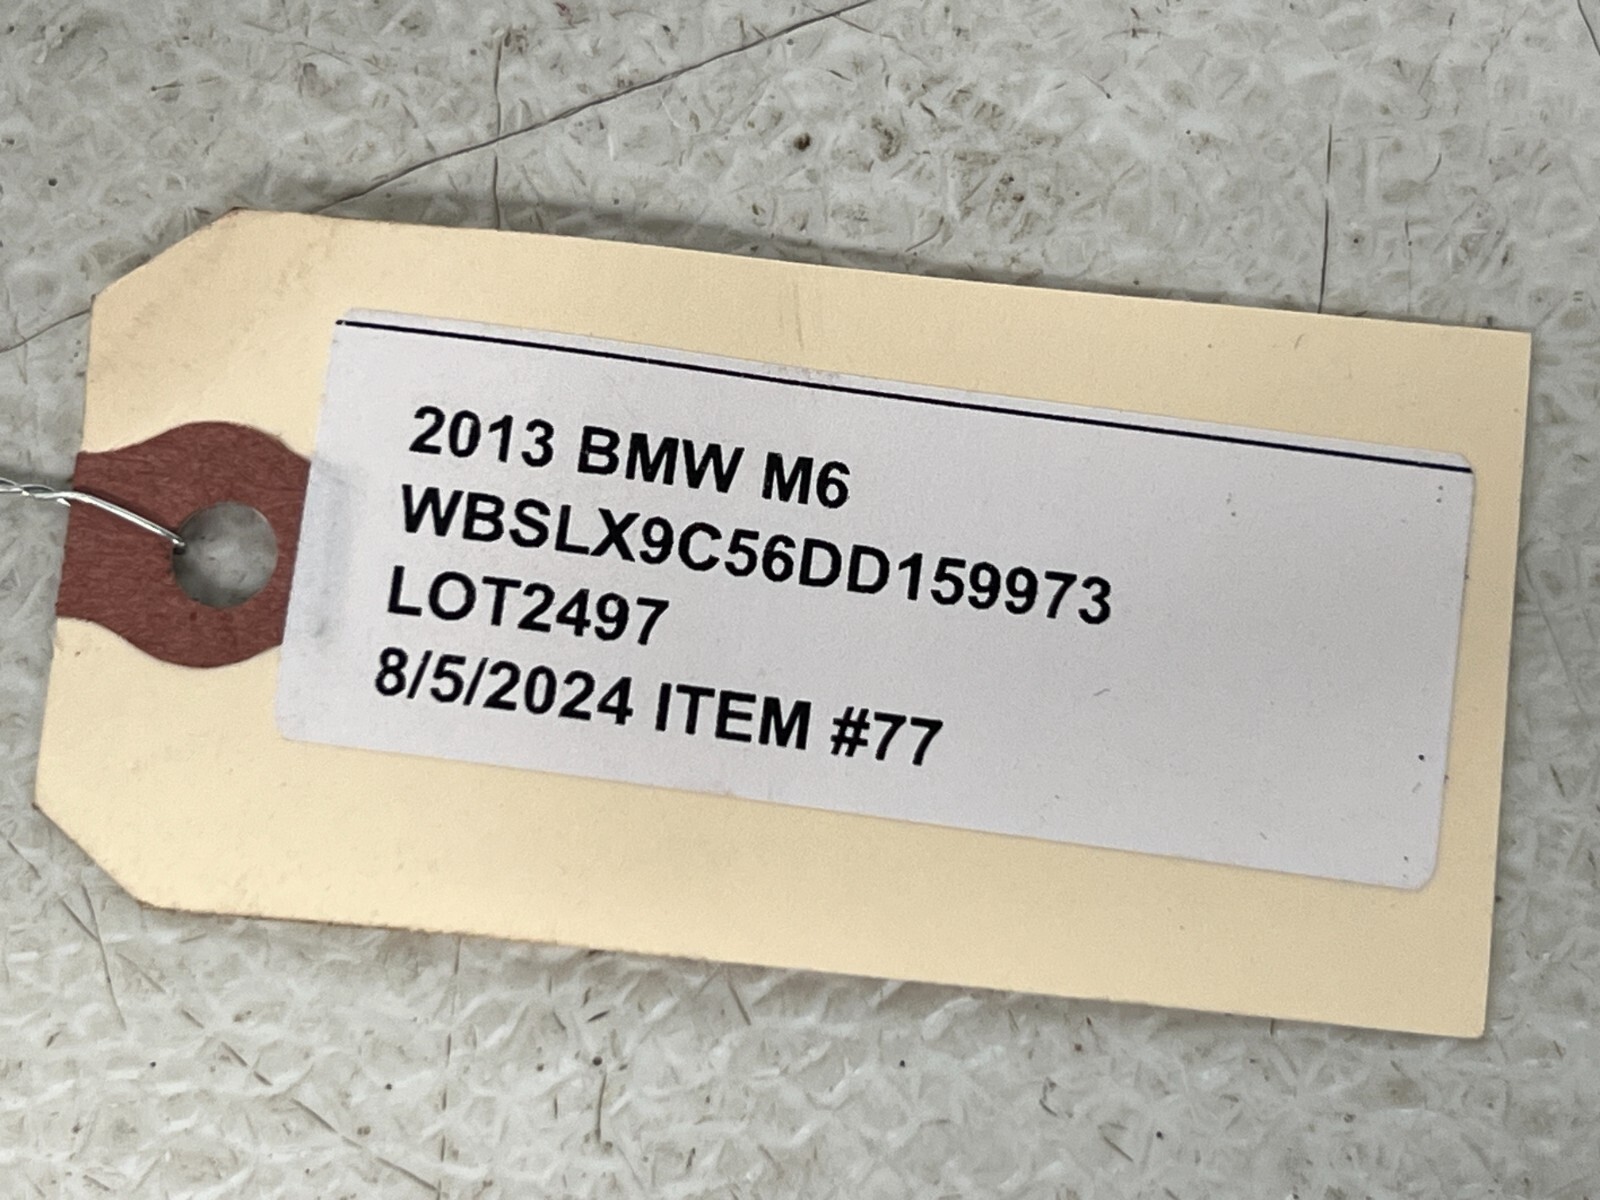 2013 BMW M6
WBSLX9C56DD159973
LOT2497
8/5/2024 ITEM #77